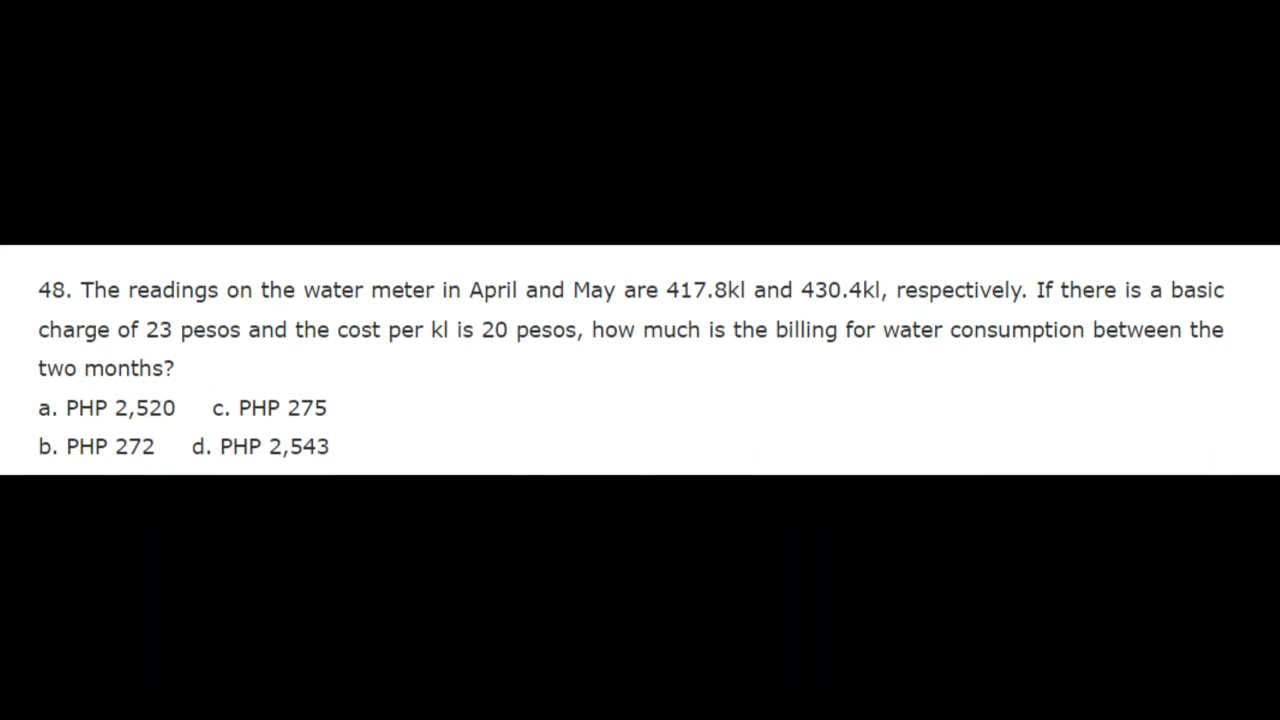 48. The readings on the water meter in April and May are 417.8kl and 430.4kl, respectively. If there is a basic
charge of 23 pesos and the cost per kl is 20 pesos, how much is the billing for water consumption between the
two months?
a. PHP 2,520 c. PHP 275
b. PHP 272 d. PHP 2,543